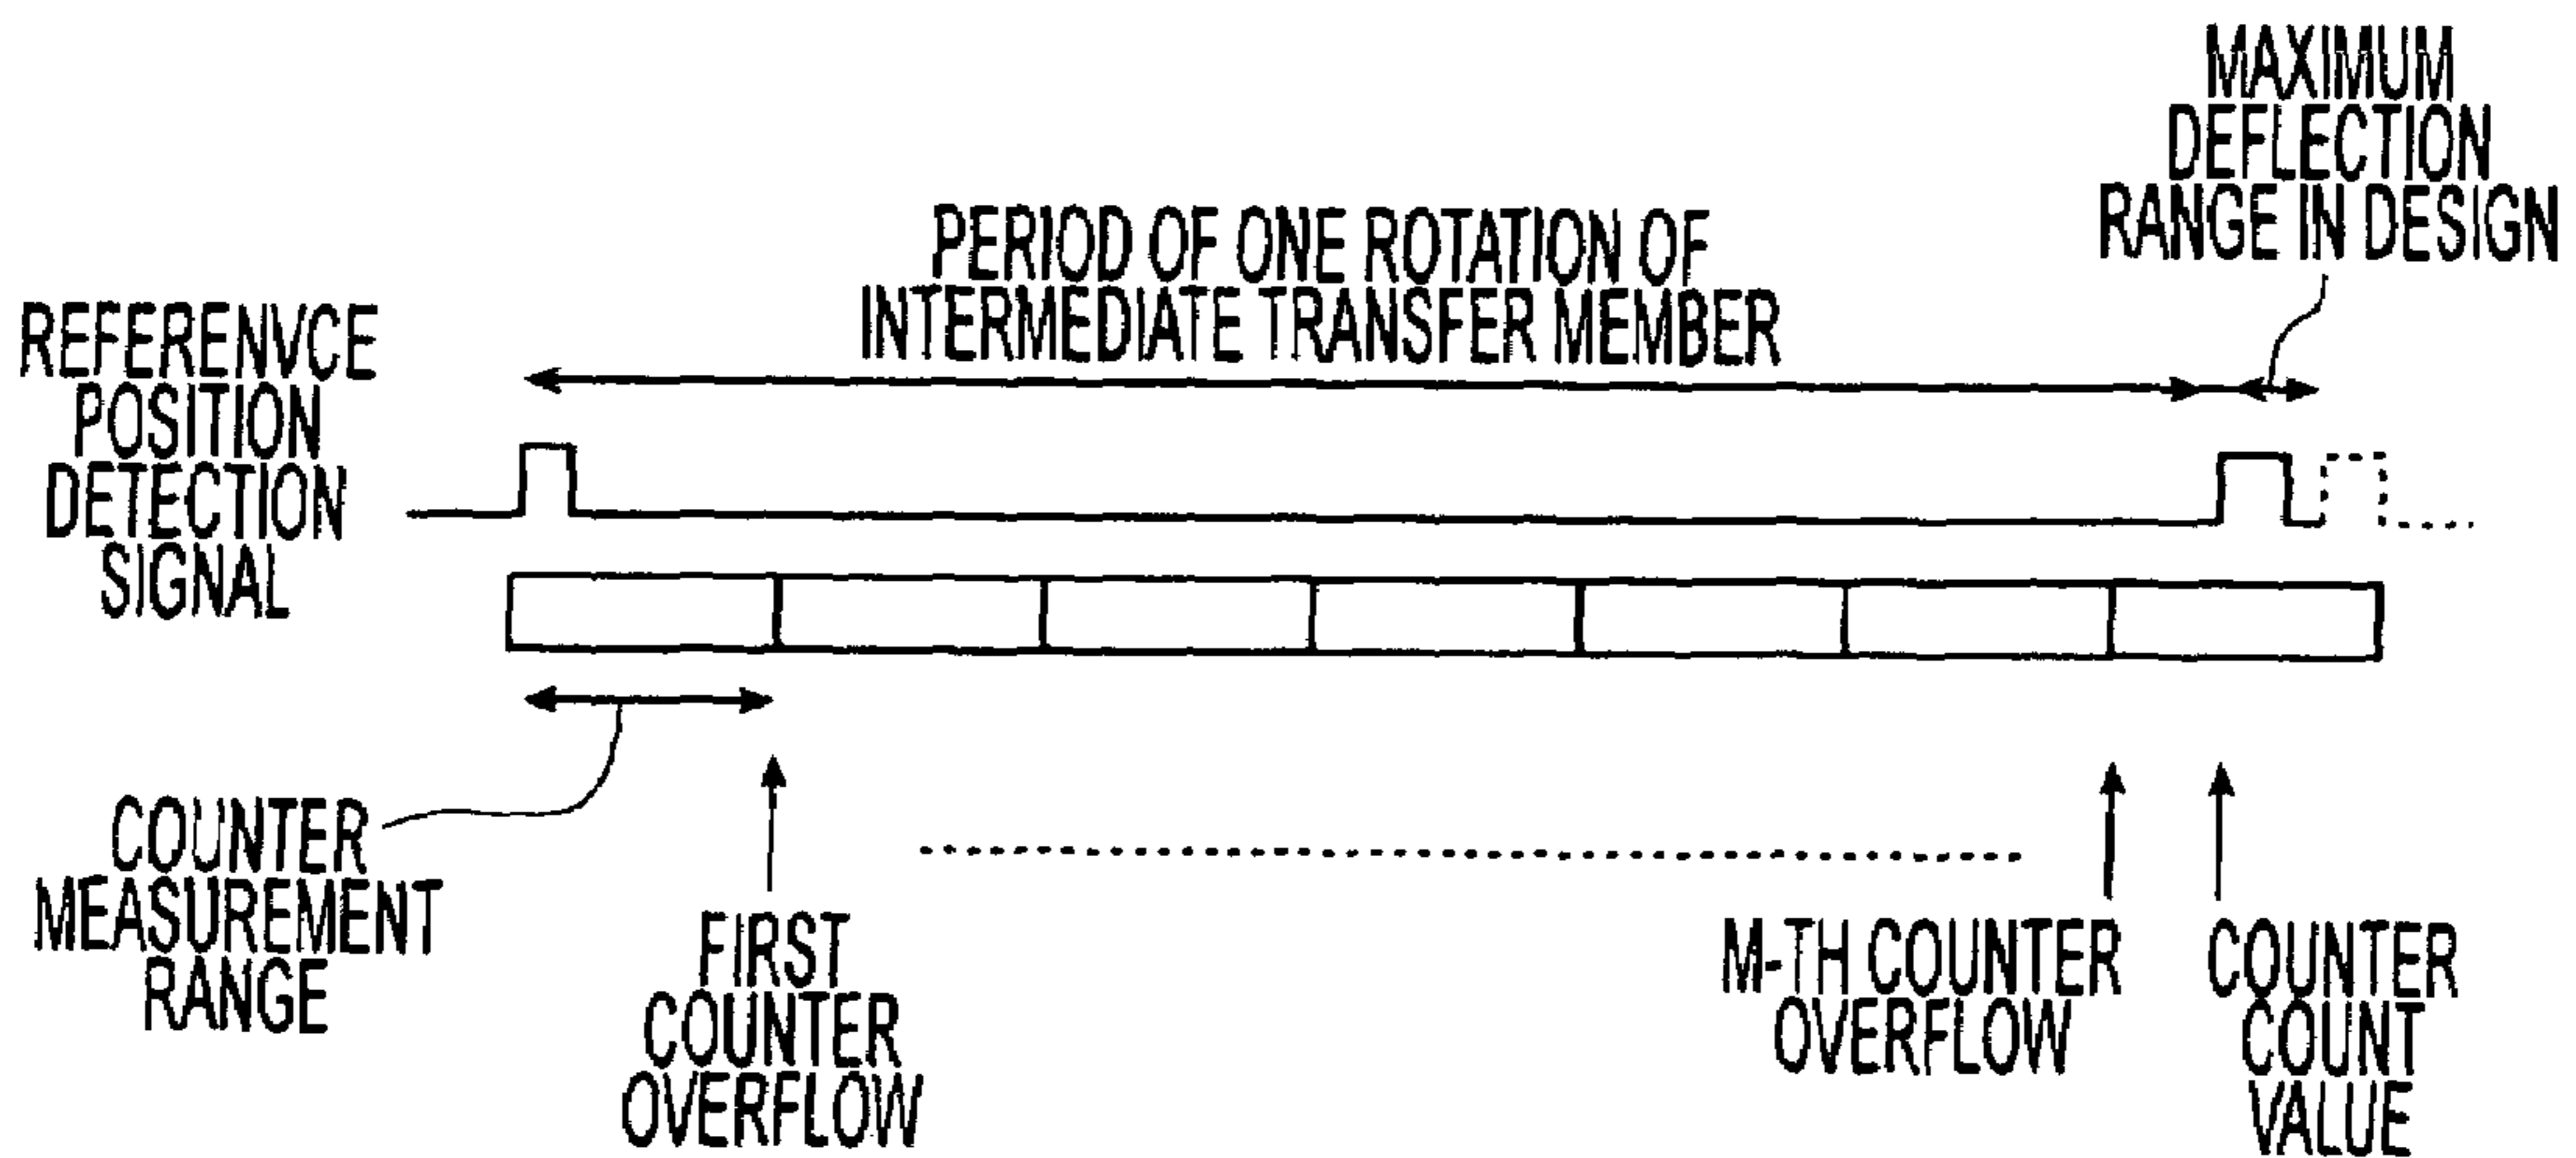 MAXIMUM
DEFLECTION
RANGE IN DESIGN
PERIOD OF ONE ROTATION OF
INTERMEDIATE TRANSFER MEMBER
REFERENVCE
POSITION
DETECTION
SIGNAL
COUNTER
MEASUREMENT
RANGE
FIRST
COUNTER
OVERFLOW
M-TH COUNTER
OVERFLOW
COUNTER
COUNT
VALUE